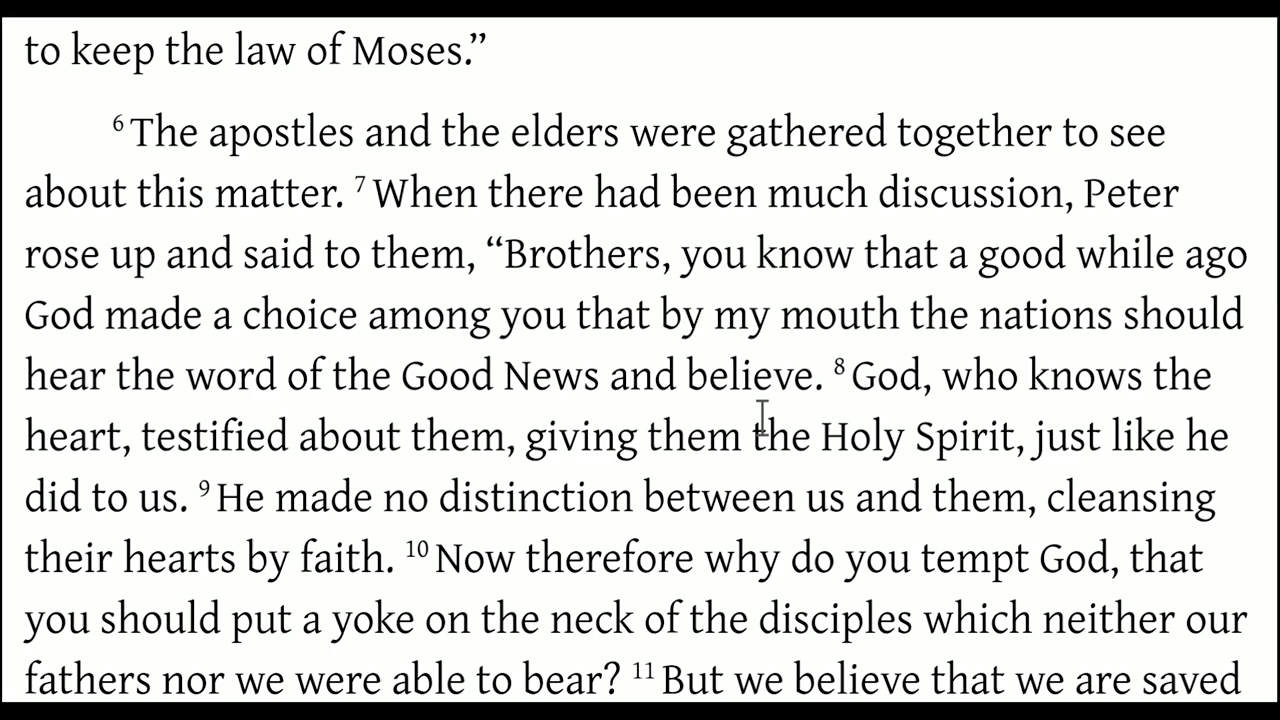 to keep the law of Moses.”
6 The apostles and the elders were gathered together to see
about this matter. 7 When there had been much discussion, Peter
rose up and said to them, “Brothers, you know that a good while ago
God made a choice among you that by my mouth the nations should
hear the word of the Good News and believe. 8 God, who knows the
heart, testified about them, giving them the Holy Spirit, just like he
did to us. 9 He made no distinction between us and them, cleansing
their hearts by faith. 10 Now therefore why do you tempt God, that
you should put a yoke on the neck of the disciples which neither our
fathers nor we were able to bear? 11 But we believe that we are saved